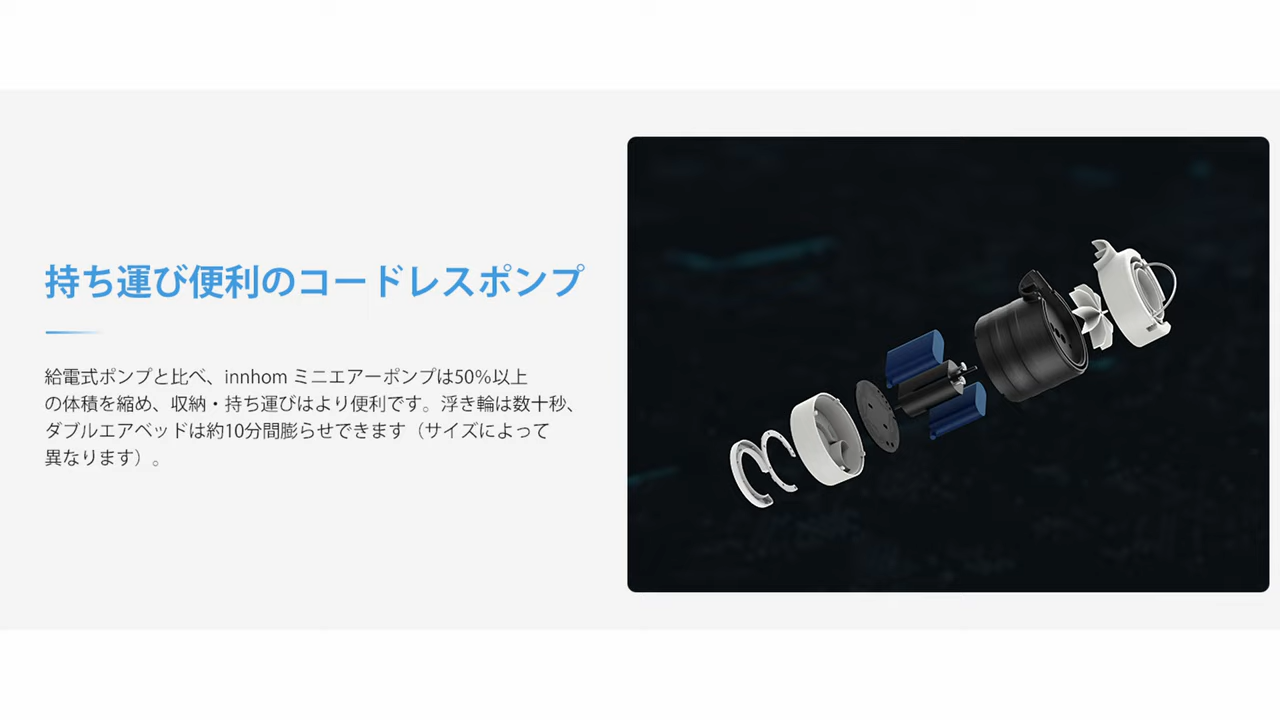 持ち運び便利のコードレスポンプ
給電式ポンプと比べ、innhom ミニエアーポンプは50%以上
の体積を縮め、収納・持ち運びはより便利です。浮き輪は数十秒、
ダブルエアベッドは約10分間膨らせできます（サイズによって
異なります）。